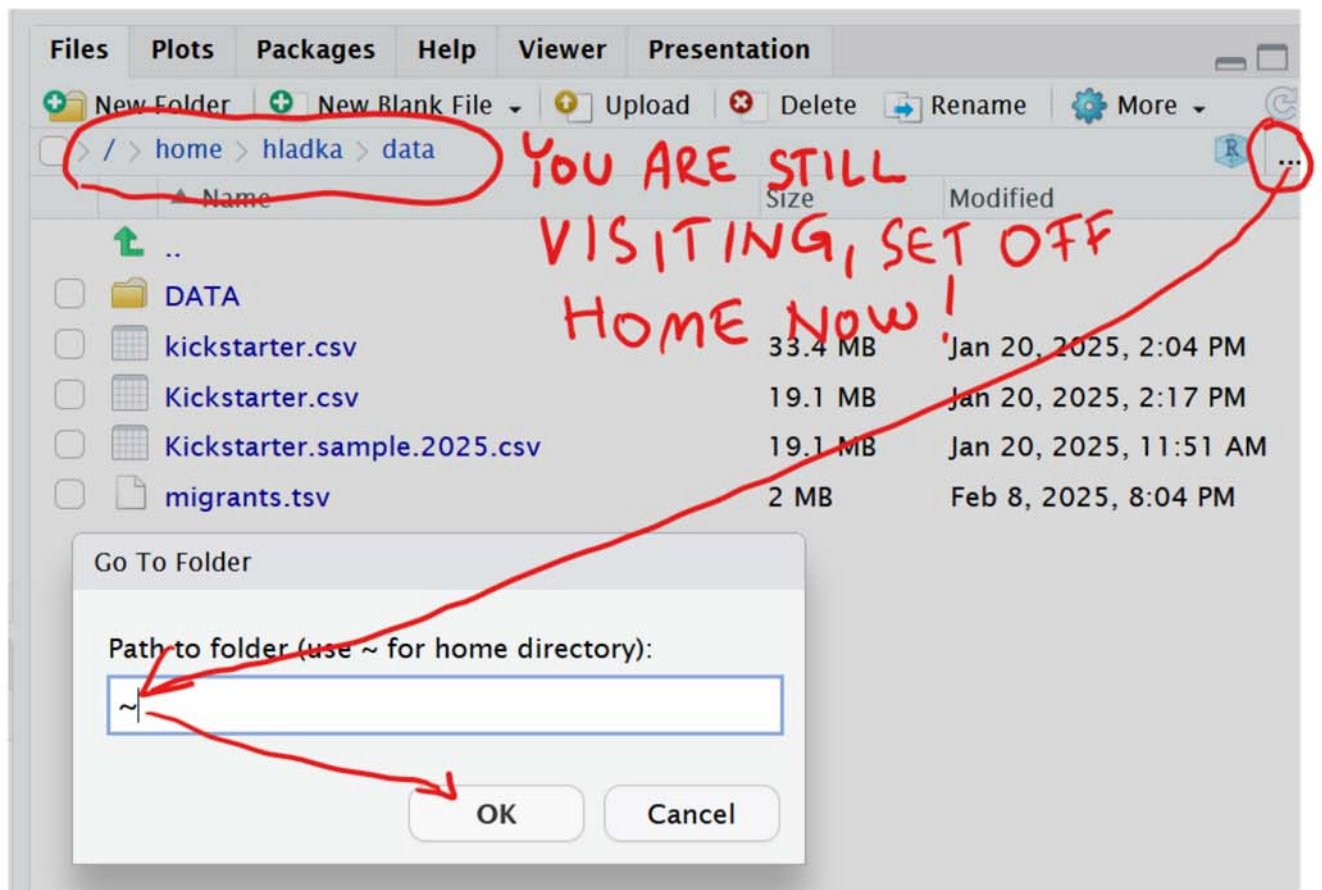 Files Plots Packages Help Viewer Presentation
New Folder New Blank File Upload Delete Rename More
/ > home > hladka > data R ...
YOU ARE STILL
Name Size Modified
VISITING, SET OFF
..
HOME NOW!
DATA
kickstarter.csv 33.4 MB Jan 20, 2025, 2:04 PM
Kickstarter.csv 19.1 MB Jan 20, 2025, 2:17 PM
Kickstarter.sample.2025.csv 19.1 MB Jan 20, 2025, 11:51 AM
migrants.tsv 2 MB Feb 8, 2025, 8:04 PM
Go To Folder
Path to folder (use ~ for home directory):
~
OK Cancel